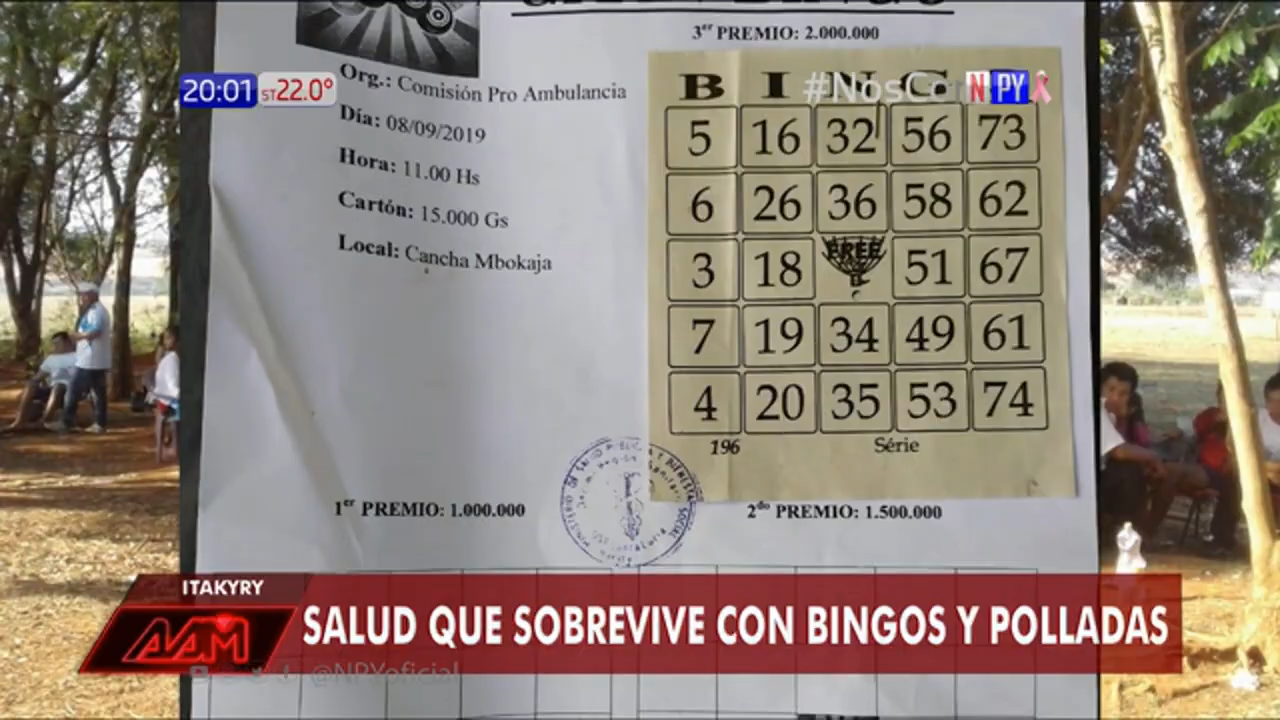 3er PREMIO: 2.000.000
20:01 ST 22.0°
NPY
Org.: Comisión Pro Ambulancia
Día: 08/09/2019
Hora: 11.00 Hs
Cartón: 15.000 Gs
Local: Cancha Mbokaja
B I N G
5 16 32 56 73
6 26 36 58 62
3 18 FREE 51 67
7 19 34 49 61
4 20 35 53 74
196 Série
1er PREMIO: 1.000.000
2do PREMIO: 1.500.000
ITAKYRY
AAM
SALUD QUE SOBREVIVE CON BINGOS Y POLLADAS
@NPYoficial